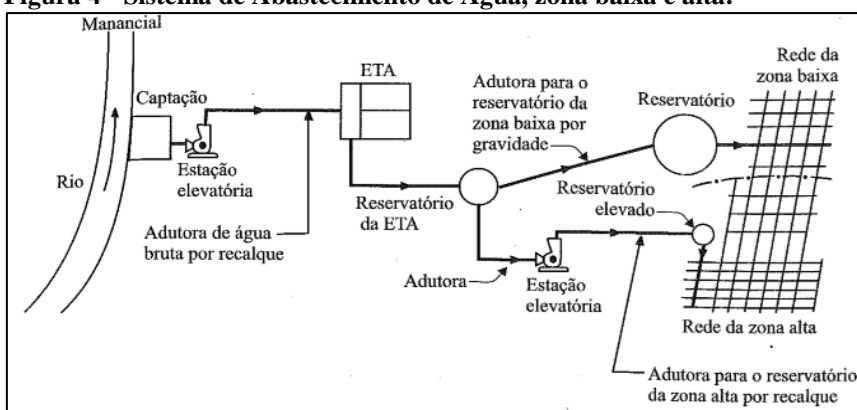 Figura 4 - Sistema de Abastecimento de Água, zona baixa e alta.
Manancial
Captação
Rio
Estação
elevatória
Adutora de água
bruta por recalque
ETA
Reservatório
da ETA
Adutora para o
reservatório da
zona baixa por
gravidade
Reservatório
Rede da
zona baixa
Reservatório
elevado
Adutora
Estação
elevatória
Rede da zona alta
Adutora para o reservatório
da zona alta por recalque